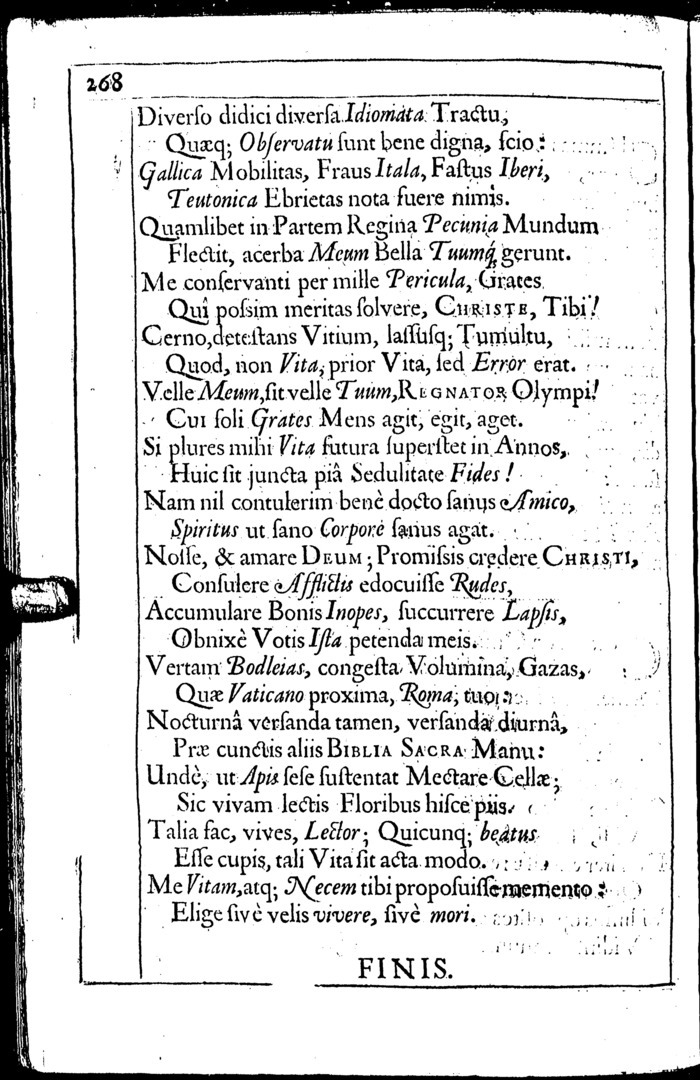 268
Diverſo didici diverſa Idiomata Tractu,
Quæq; Obſervatu ſunt bene digna, ſcio:
Gallica Mobilitas, Fraus Itala, Faſtus Iberi,
Teutonica Ebrietas nota fuere nimis.
Quamlibet in Partem Regina Pecunia Mundum
Flectit, acerba Meum Bella Tuumq́ gerunt.
Me conſervanti per mille Pericula, Grates
Quî poſsim meritas ſolvere, CHRISTE, Tibi!
Cerno, deteſtans Vitium, laſſuſq; Tumultu,
Quod, non Vita, prior Vita, ſed Error erat.
Velle Meum, ſit velle Tuum, REGNATOR Olympi!
Cui ſoli Grates Mens agit, egit, aget.
Si plures mihi Vita futura ſuperſtet in Annos,
Huic ſit juncta piâ Sedulitate Fides!
Nam nil contulerim benè docto ſanus Amico,
Spiritus ut ſano Corpore ſanus agat.
Noſſe, & amare DEUM; Promiſsis credere CHRISTI,
Conſulere Afflictis edocuiſſe Rudes,
Accumulare Bonis Inopes, ſuccurrere Lapſis,
Obnixè Votis Iſta petenda meis.
Vertam Bodleias, congeſta Volumina, Gazas,
Quæ Vaticano proxima, Roma, tuo:
Nocturnâ verſanda tamen, verſanda diurnâ,
Præ cunctis aliis BIBLIA SACRA Manu:
Undè, ut Apis ſeſe ſuſtentat Mectare Cellæ;
Sic vivam lectis Floribus hiſce piis.
Talia fac, vives, Lector; Quicunq; beatus
Eſſe cupis, tali Vita ſit acta modo.
Me Vitam, atq; Necem tibi propoſuiſſe memento:
Elige ſivè velis vivere, ſivè mori.
FINIS.